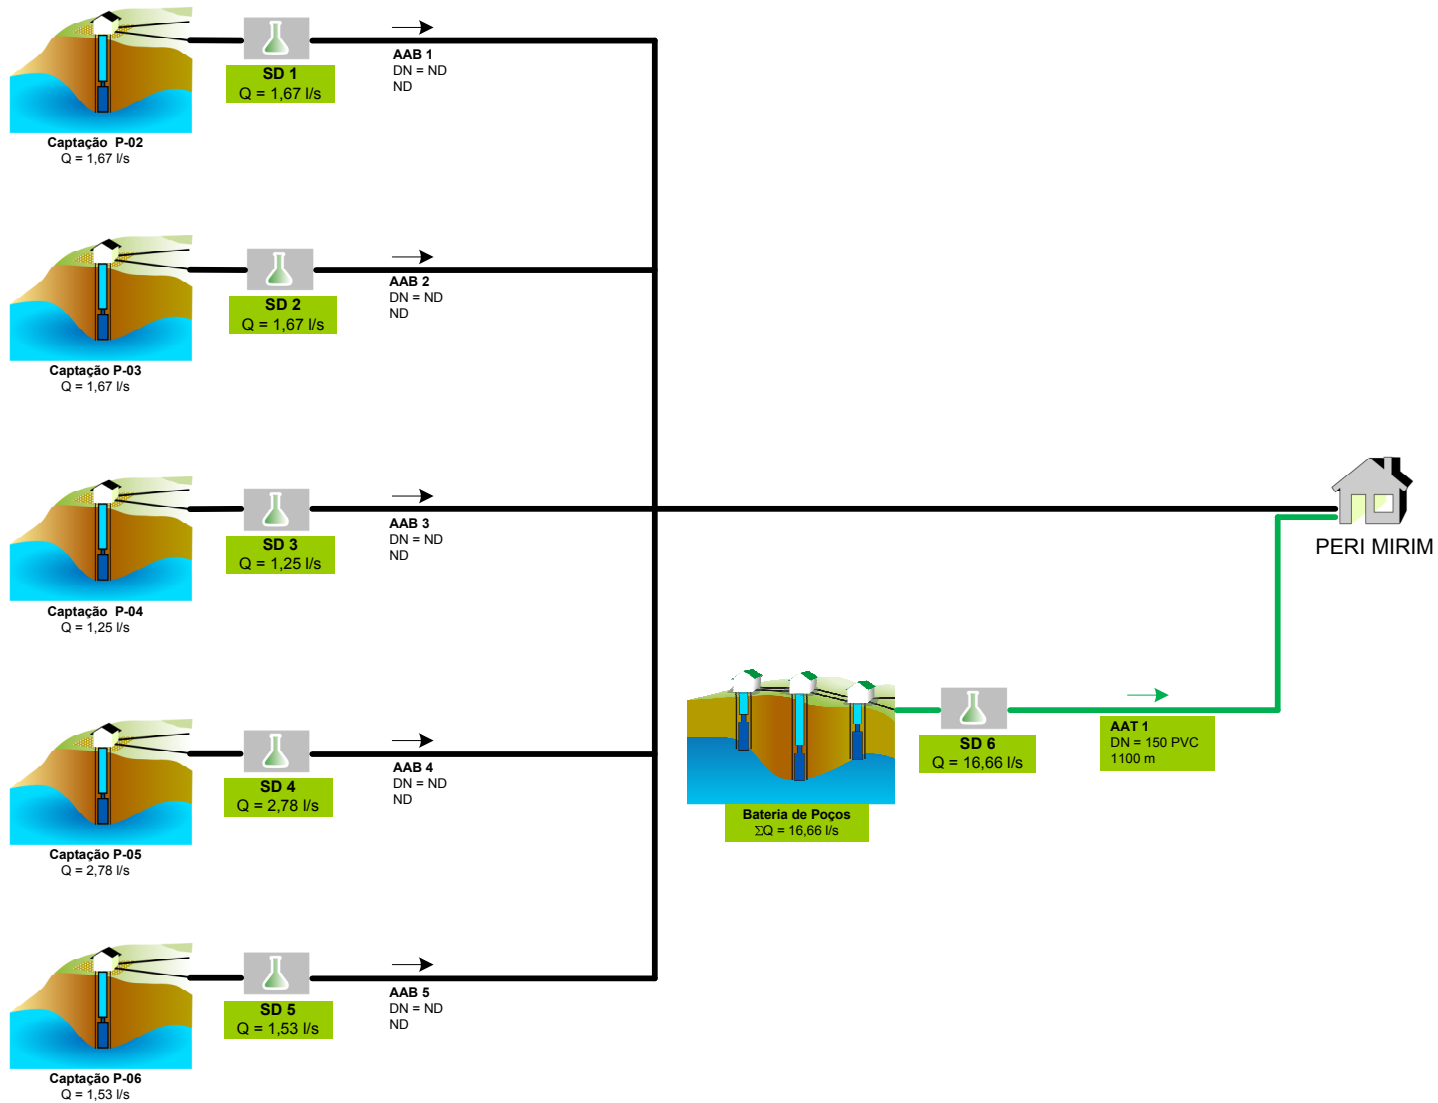 AAB 1
DN = ND
ND
SD 1
Q = 1,67 l/s
Captação P-02
Q = 1,67 l/s
AAB 2
DN = ND
ND
SD 2
Q = 1,67 l/s
Captação P-03
Q = 1,67 l/s
AAB 3
DN = ND
ND
SD 3
Q = 1,25 l/s
Captação P-04
Q = 1,25 l/s
PERI MIRIM
AAB 4
DN = ND
ND
SD 4
Q = 2,78 l/s
Captação P-05
Q = 2,78 l/s
Bateria de Poços
ΣQ = 16,66 l/s
SD 6
Q = 16,66 l/s
AAT 1
DN = 150 PVC
1100 m
AAB 5
DN = ND
ND
SD 5
Q = 1,53 l/s
Captação P-06
Q = 1,53 l/s